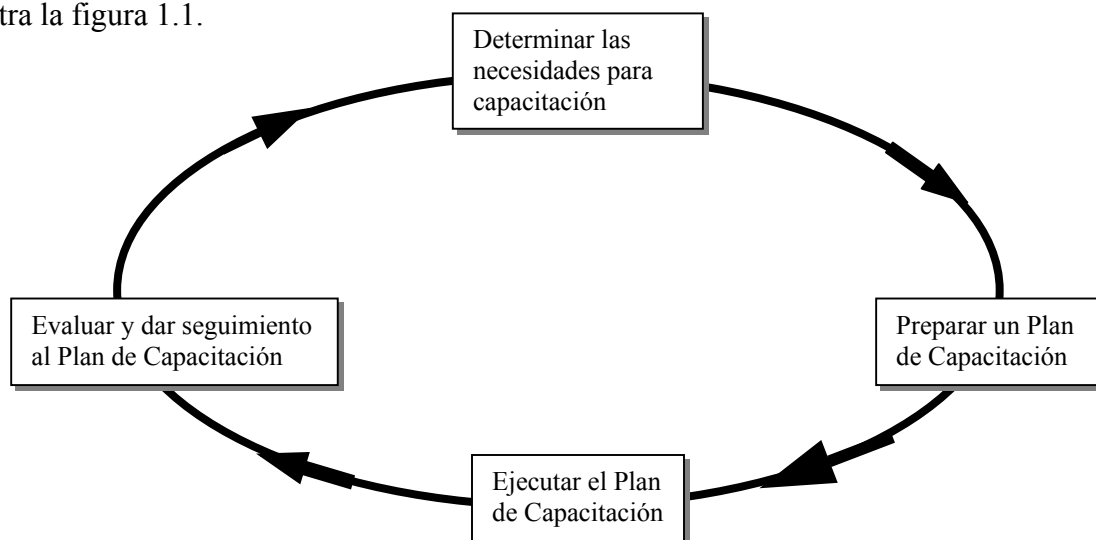 tra la figura 1.1.
Determinar las
necesidades para
capacitación
Evaluar y dar seguimiento
al Plan de Capacitación
Preparar un Plan
de Capacitación
Ejecutar el Plan
de Capacitación